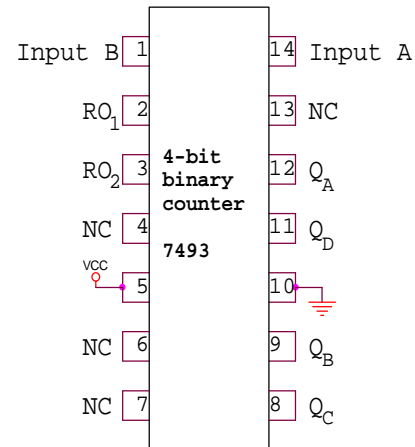 Input B 1 14 Input A
RO1 2 13 NC
RO2 3 12 QA
4-bit
binary
counter
7493
NC 4 11 QD
VCC
5 10
NC 6 9 QB
NC 7 8 QC